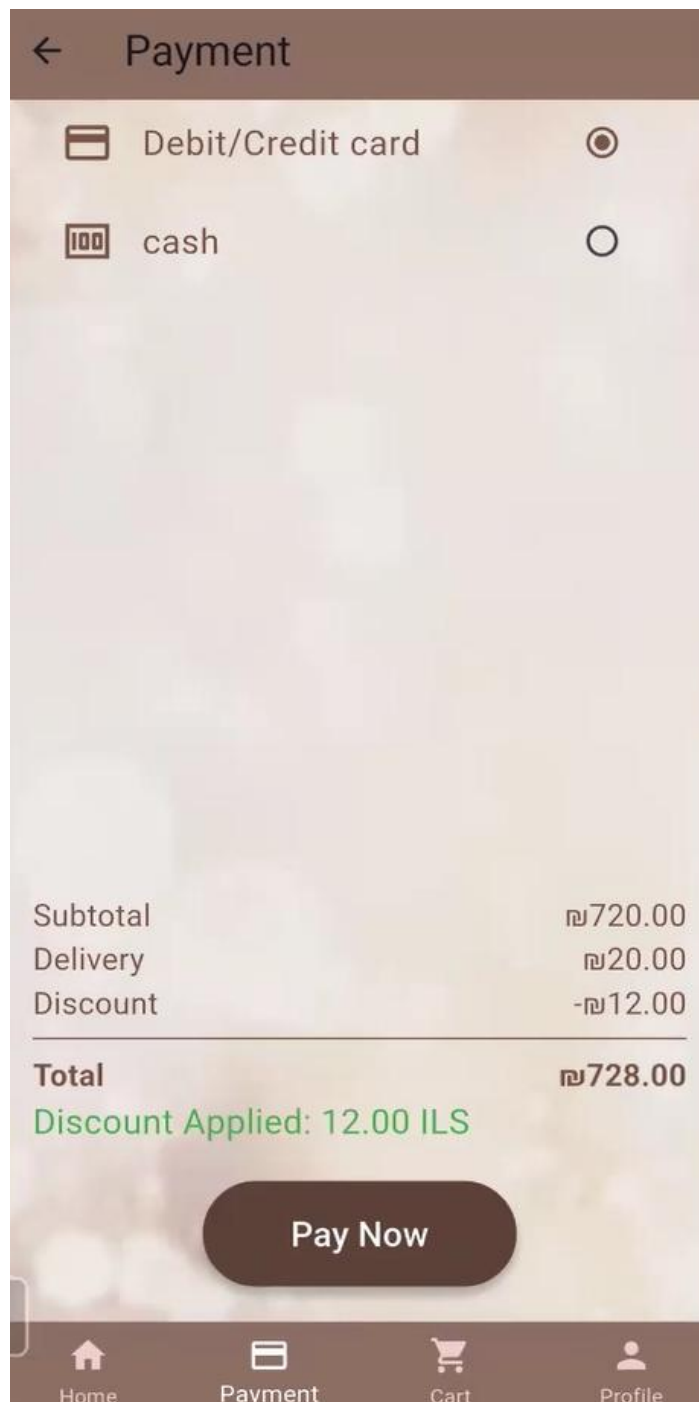 Payment
Debit/Credit card
100 cash
Subtotal ₪720.00
Delivery ₪20.00
Discount -₪12.00
Total ₪728.00
Discount Applied: 12.00 ILS
Pay Now
Home Payment Cart Profile